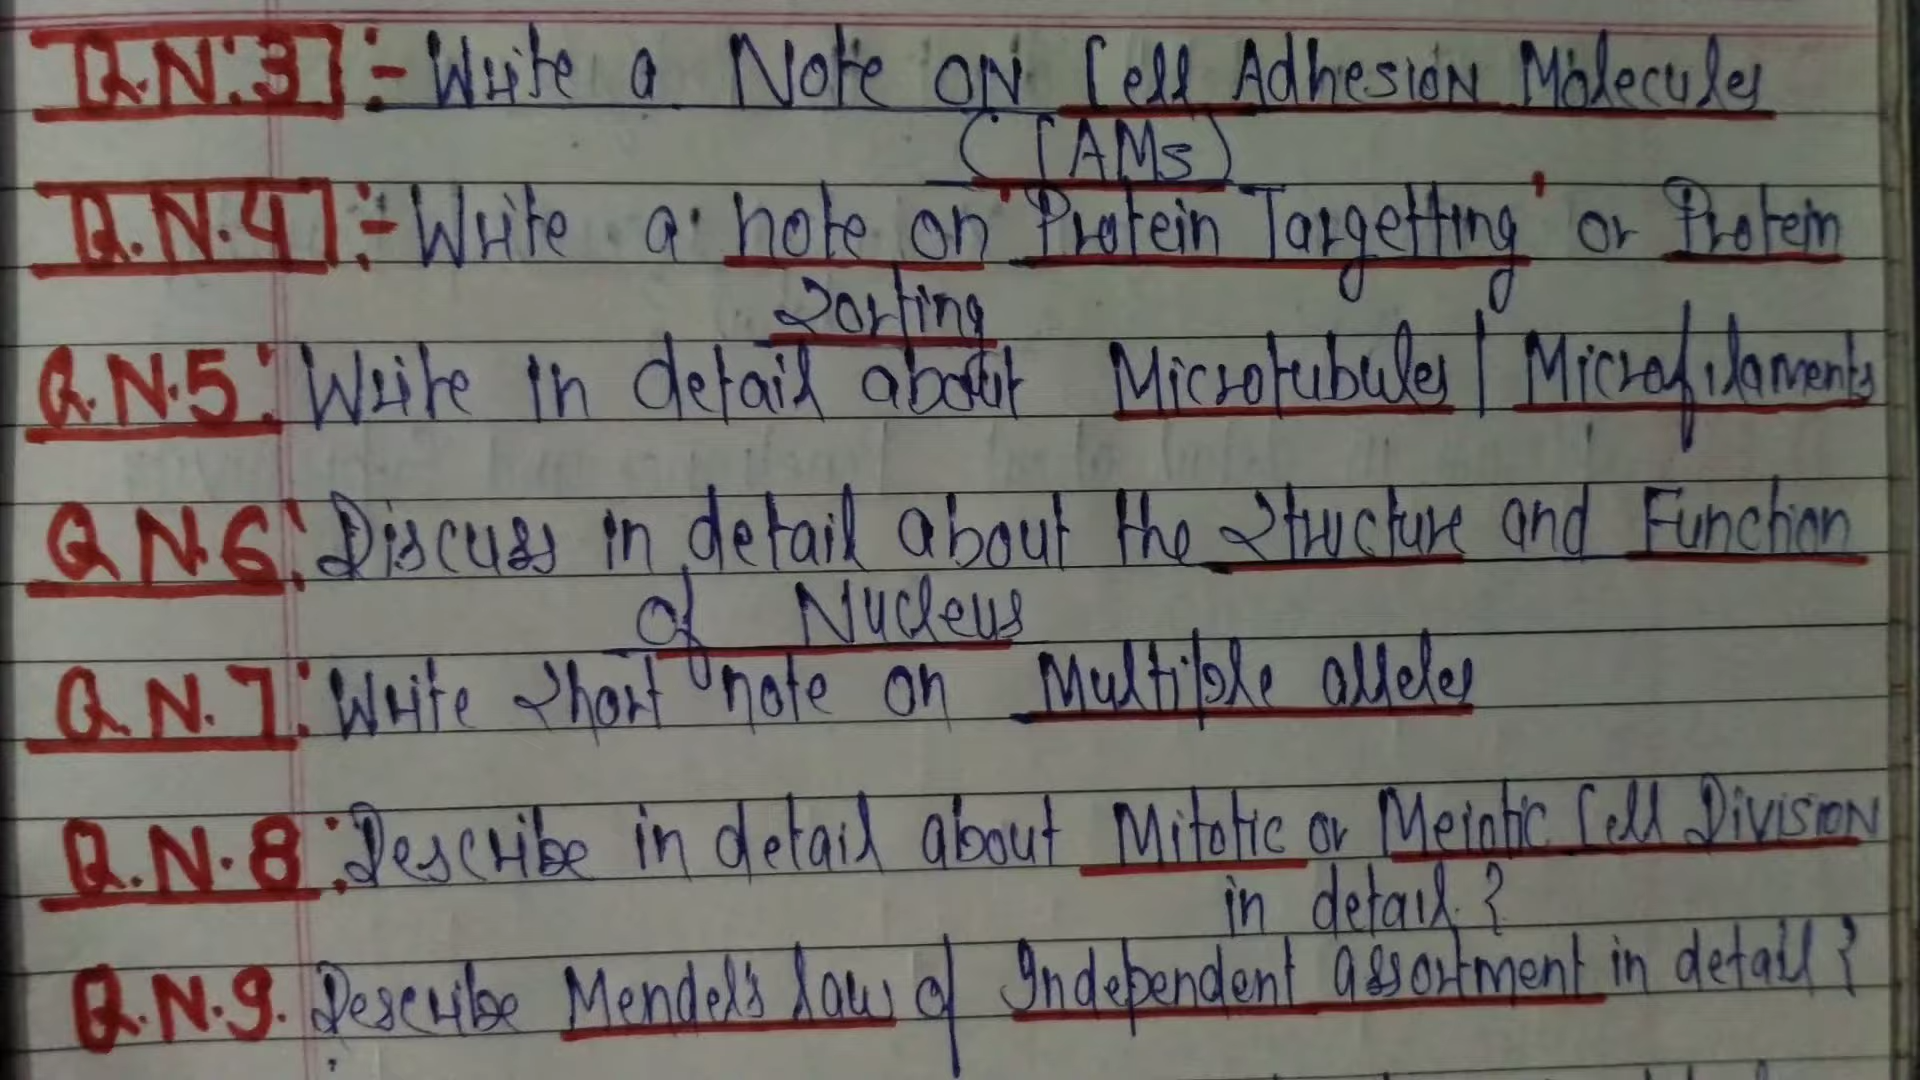 Q.N.3 :- Write a Note ON Cell Adhesion Molecules
(CAMs)
Q.N.4 :- Write a note on 'Protein Targetting' or Protein
Sorting
Q.N.5: Write in detail about Microtubules | Microfilaments
Q.N.6: Discuss in detail about the Structure and Function
of Nucleus
Q.N.7: Write short note on Multiple alleles
Q.N.8: Describe in detail about Mitotic or Meiotic Cell Division
in detail?
Q.N.9. Describe Mendel's law of Independent assortment in detail?